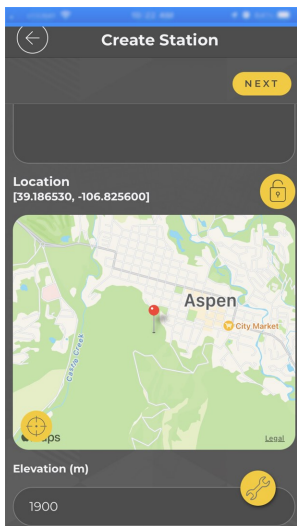 Create Station
NEXT
Location
[39.186530, -106.825600]
Aspen
City Market
Castle Creek
Legal
Elevation (m)
1900